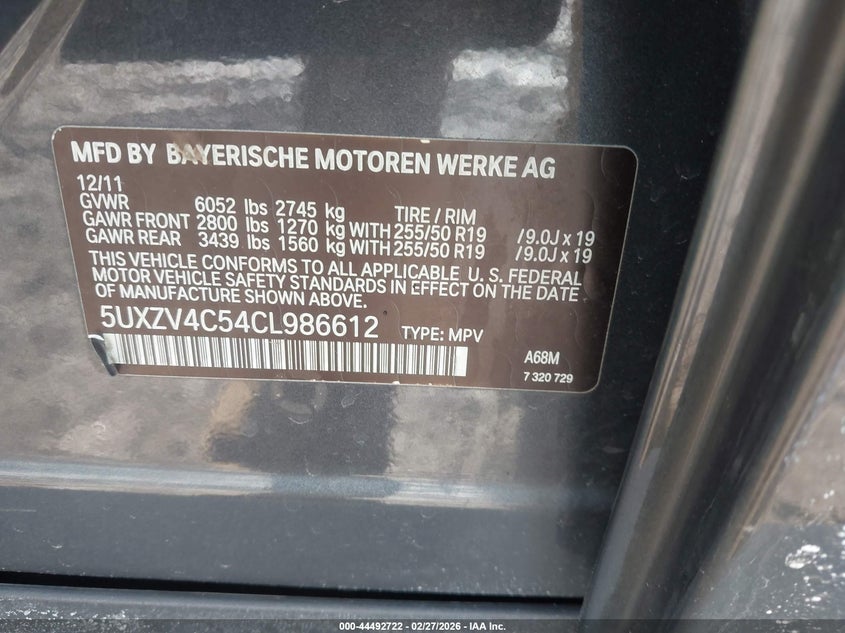 MFD BY BAYERISCHE MOTOREN WERKE AG
12/11
GVWR 6052 lbs 2745 kg TIRE / RIM
GAWR FRONT 2800 lbs 1270 kg WITH 255/50 R19 /9.0J x 19
GAWR REAR 3439 lbs 1560 kg WITH 255/50 R19 /9.0J x 19
THIS VEHICLE CONFORMS TO ALL APPLICABLE U.S. FEDERAL
MOTOR VEHICLE SAFETY STANDARDS IN EFFECT ON THE DATE
OF MANUFACTURE SHOWN ABOVE.
5UXZV4C54CL986612 TYPE: MPV
A68M
7 320 729
000-44492722 -- 02/27/2026 -- IAA Inc.